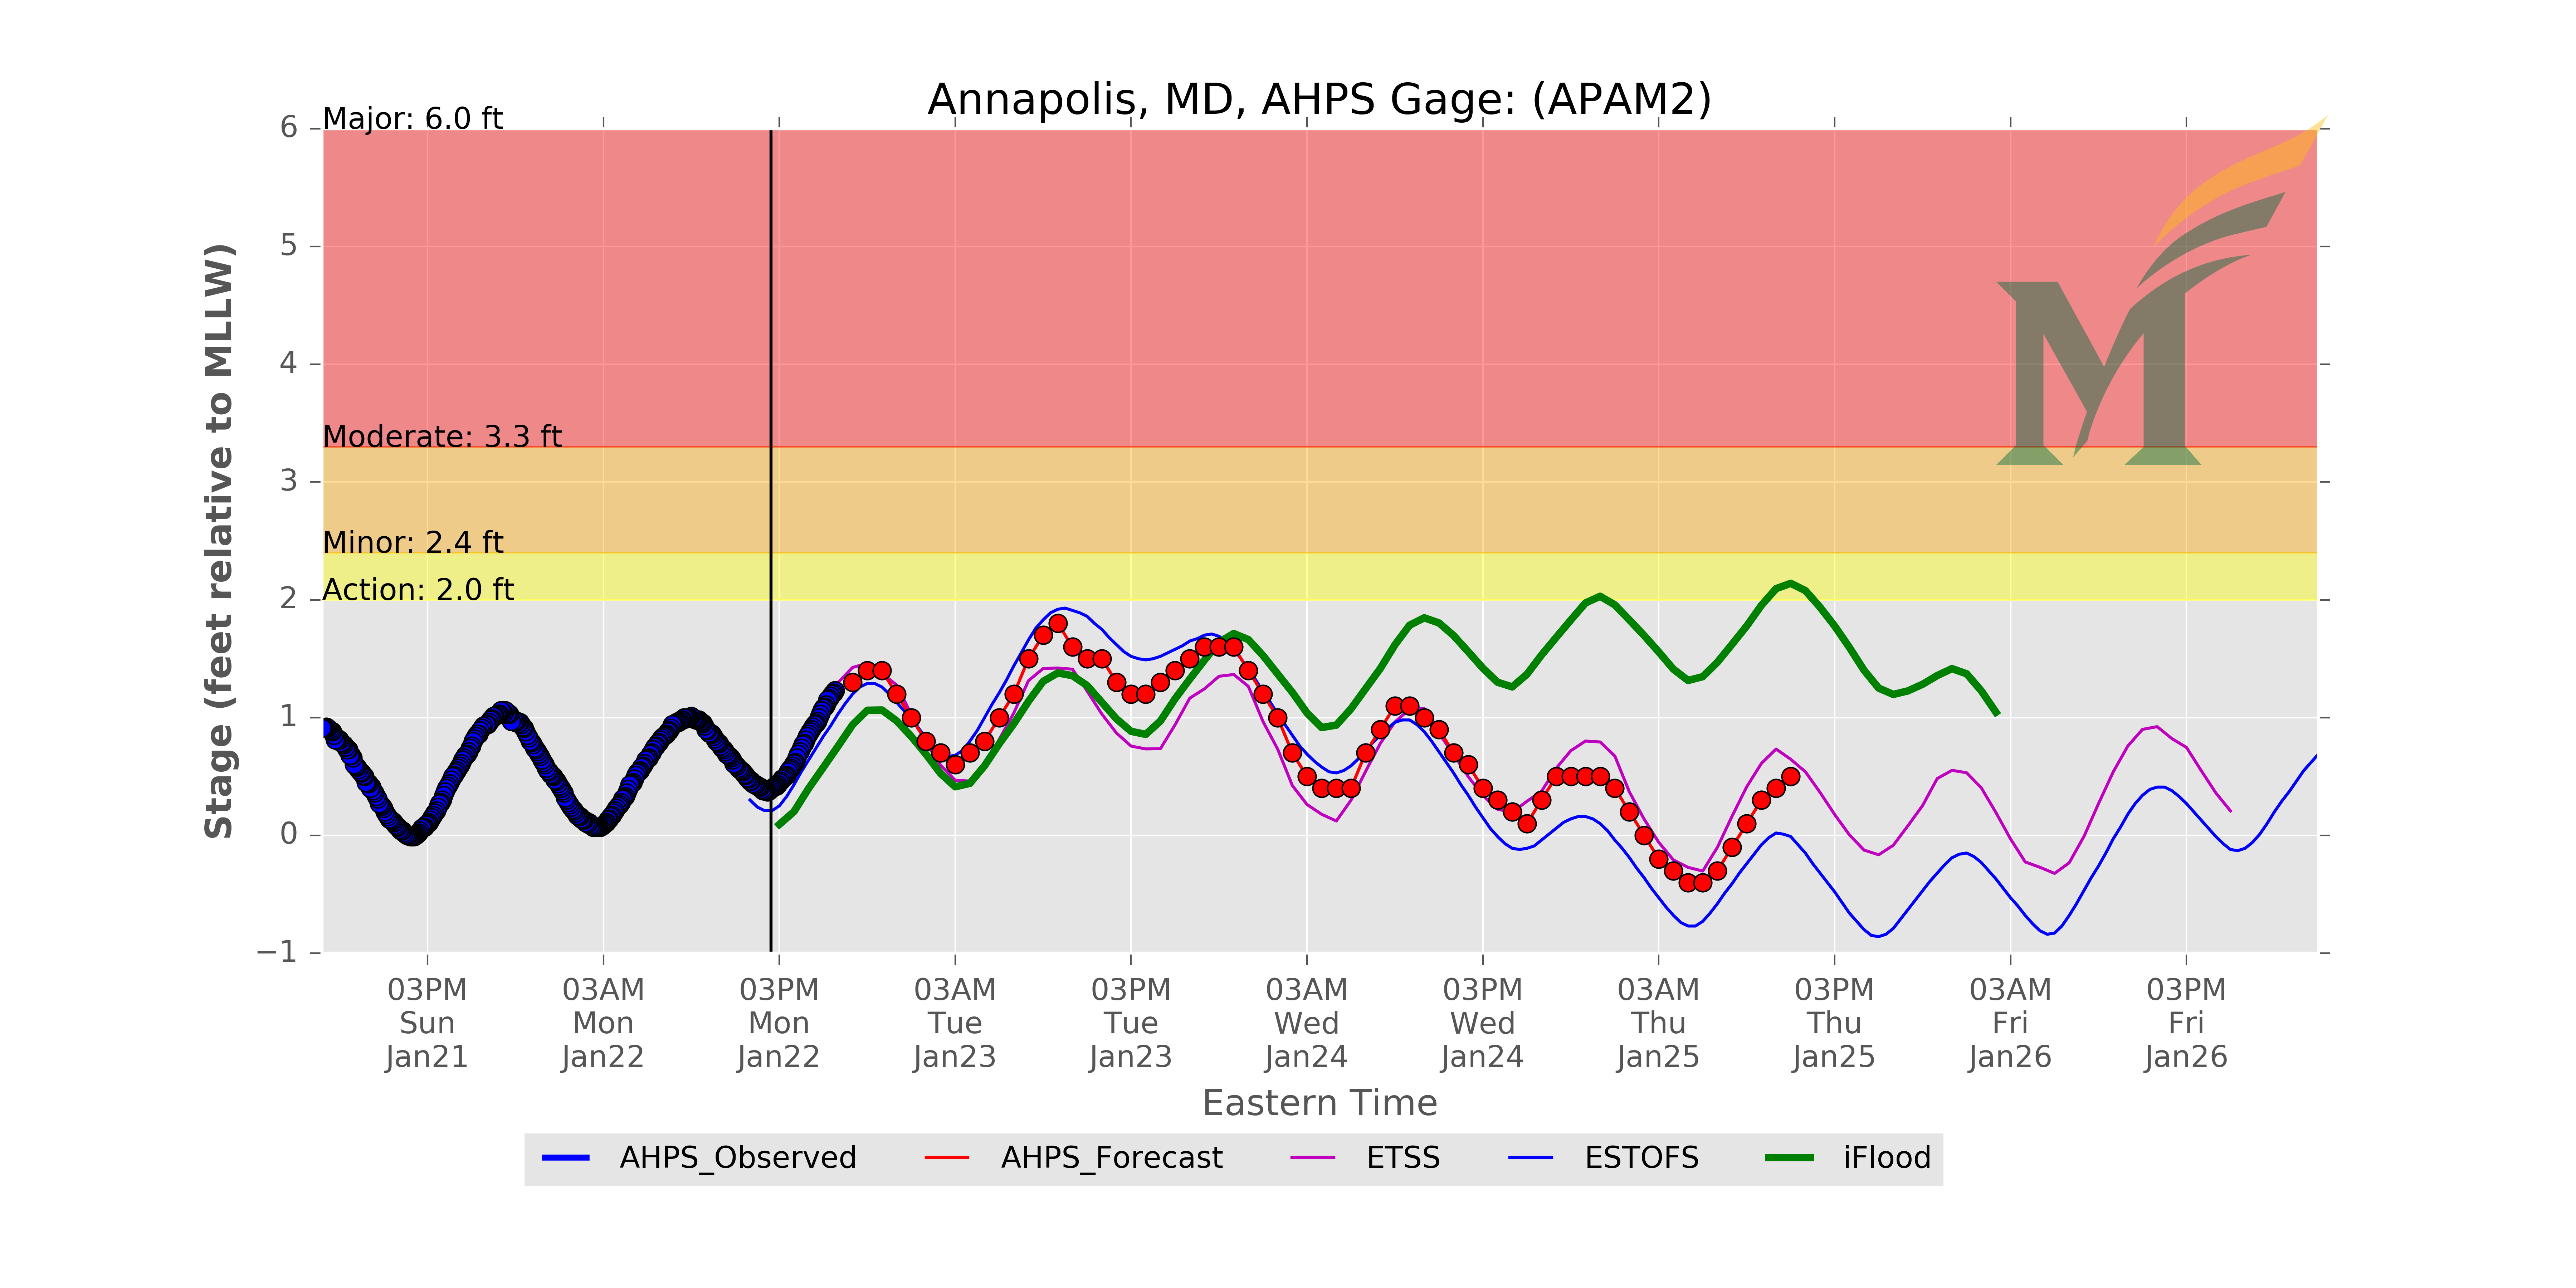 Annapolis, MD, AHPS Gage: (APAM2)
Major: 6.0 ft
Moderate: 3.3 ft
Minor: 2.4 ft
Action: 2.0 ft
Stage (feet relative to MLLW)
6
5
4
3
2
1
0
−1
03PM 03AM 03PM 03AM 03PM 03AM 03PM 03AM 03PM 03AM 03PM
Sun Mon Mon Tue Tue Wed Wed Thu Thu Fri Fri
Jan21 Jan22 Jan22 Jan23 Jan23 Jan24 Jan24 Jan25 Jan25 Jan26 Jan26
Eastern Time
AHPS_Observed AHPS_Forecast ETSS ESTOFS iFlood
M